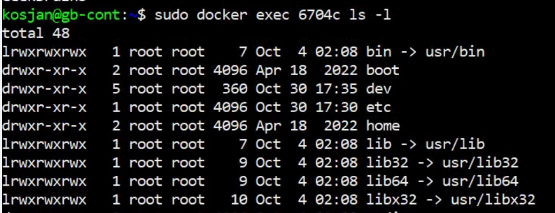 kosjan@gb-cont:~$ sudo docker exec 6704c ls -l
total 48
lrwxrwxrwx   1 root root    7 Oct  4 02:08 bin -> usr/bin
drwxr-xr-x   2 root root 4096 Apr 18  2022 boot
drwxr-xr-x   5 root root  360 Oct 30 17:35 dev
drwxr-xr-x   1 root root 4096 Oct 30 17:30 etc
drwxr-xr-x   2 root root 4096 Apr 18  2022 home
lrwxrwxrwx   1 root root    7 Oct  4 02:08 lib -> usr/lib
lrwxrwxrwx   1 root root    9 Oct  4 02:08 lib32 -> usr/lib32
lrwxrwxrwx   1 root root    9 Oct  4 02:08 lib64 -> usr/lib64
lrwxrwxrwx   1 root root   10 Oct  4 02:08 libx32 -> usr/libx32